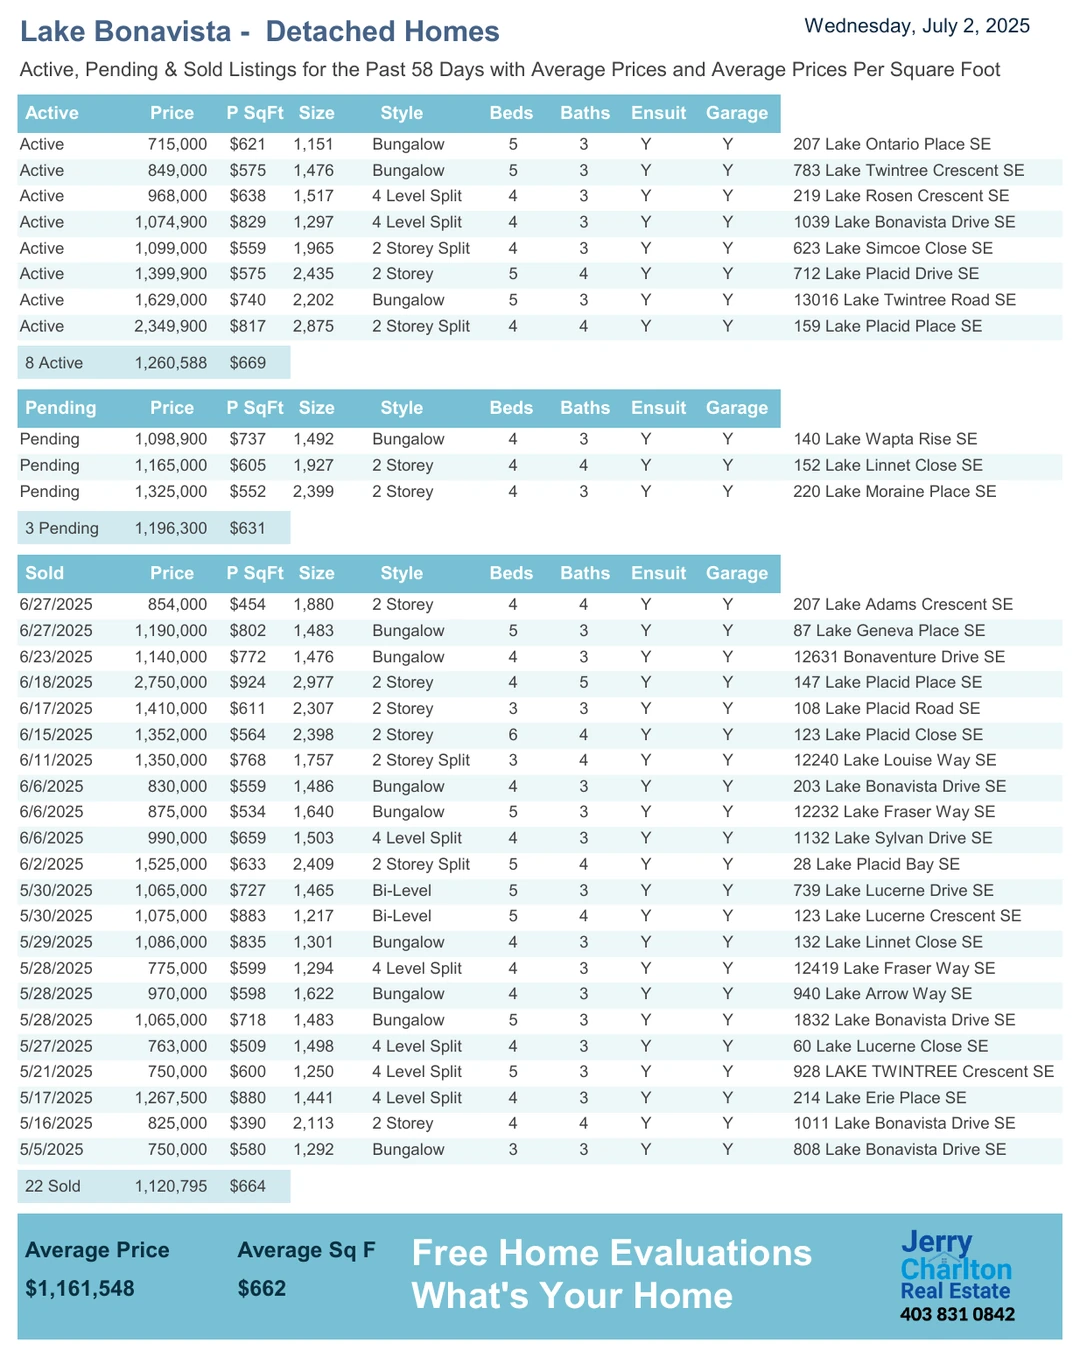 Lake Bonavista - Detached Homes
Wednesday, July 2, 2025
Active, Pending & Sold Listings for the Past 58 Days with Average Prices and Average Prices Per Square Foot
Active Price P SqFt Size Style Beds Baths Ensuit Garage
Active 715,000 $621 1,151 Bungalow 5 3 Y Y 207 Lake Ontario Place SE
Active 849,000 $575 1,476 Bungalow 5 3 Y Y 783 Lake Twintree Crescent SE
Active 968,000 $638 1,517 4 Level Split 4 3 Y Y 219 Lake Rosen Crescent SE
Active 1,074,900 $829 1,297 4 Level Split 4 3 Y Y 1039 Lake Bonavista Drive SE
Active 1,099,000 $559 1,965 2 Storey Split 4 3 Y Y 623 Lake Simcoe Close SE
Active 1,399,900 $575 2,435 2 Storey 5 4 Y Y 712 Lake Placid Drive SE
Active 1,629,000 $740 2,202 Bungalow 5 3 Y Y 13016 Lake Twintree Road SE
Active 2,349,900 $817 2,875 2 Storey Split 4 4 Y Y 159 Lake Placid Place SE
8 Active 1,260,588 $669
Pending Price P SqFt Size Style Beds Baths Ensuit Garage
Pending 1,098,900 $737 1,492 Bungalow 4 3 Y Y 140 Lake Wapta Rise SE
Pending 1,165,000 $605 1,927 2 Storey 4 4 Y Y 152 Lake Linnet Close SE
Pending 1,325,000 $552 2,399 2 Storey 4 3 Y Y 220 Lake Moraine Place SE
3 Pending 1,196,300 $631
Sold Price P SqFt Size Style Beds Baths Ensuit Garage
6/27/2025 854,000 $454 1,880 2 Storey 4 4 Y Y 207 Lake Adams Crescent SE
6/27/2025 1,190,000 $802 1,483 Bungalow 5 3 Y Y 87 Lake Geneva Place SE
6/23/2025 1,140,000 $772 1,476 Bungalow 4 3 Y Y 12631 Bonaventure Drive SE
6/18/2025 2,750,000 $924 2,977 2 Storey 4 5 Y Y 147 Lake Placid Place SE
6/17/2025 1,410,000 $611 2,307 2 Storey 3 3 Y Y 108 Lake Placid Road SE
6/15/2025 1,352,000 $564 2,398 2 Storey 6 4 Y Y 123 Lake Placid Close SE
6/11/2025 1,350,000 $768 1,757 2 Storey Split 3 4 Y Y 12240 Lake Louise Way SE
6/6/2025 830,000 $559 1,486 Bungalow 4 3 Y Y 203 Lake Bonavista Drive SE
6/6/2025 875,000 $534 1,640 Bungalow 5 3 Y Y 12232 Lake Fraser Way SE
6/6/2025 990,000 $659 1,503 4 Level Split 4 3 Y Y 1132 Lake Sylvan Drive SE
6/2/2025 1,525,000 $633 2,409 2 Storey Split 5 4 Y Y 28 Lake Placid Bay SE
5/30/2025 1,065,000 $727 1,465 Bi-Level 5 3 Y Y 739 Lake Lucerne Drive SE
5/30/2025 1,075,000 $883 1,217 Bi-Level 5 4 Y Y 123 Lake Lucerne Crescent SE
5/29/2025 1,086,000 $835 1,301 Bungalow 4 3 Y Y 132 Lake Linnet Close SE
5/28/2025 775,000 $599 1,294 4 Level Split 4 3 Y Y 12419 Lake Fraser Way SE
5/28/2025 970,000 $598 1,622 Bungalow 4 3 Y Y 940 Lake Arrow Way SE
5/28/2025 1,065,000 $718 1,483 Bungalow 5 3 Y Y 1832 Lake Bonavista Drive SE
5/27/2025 763,000 $509 1,498 4 Level Split 4 3 Y Y 60 Lake Lucerne Close SE
5/21/2025 750,000 $600 1,250 4 Level Split 5 3 Y Y 928 LAKE TWINTREE Crescent SE
5/17/2025 1,267,500 $880 1,441 4 Level Split 4 3 Y Y 214 Lake Erie Place SE
5/16/2025 825,000 $390 2,113 2 Storey 4 4 Y Y 1011 Lake Bonavista Drive SE
5/5/2025 750,000 $580 1,292 Bungalow 3 3 Y Y 808 Lake Bonavista Drive SE
22 Sold 1,120,795 $664
Average Price Average Sq F
$1,161,548 $662
Free Home Evaluations
What's Your Home
Jerry
Charlton
Real Estate
403 831 0842